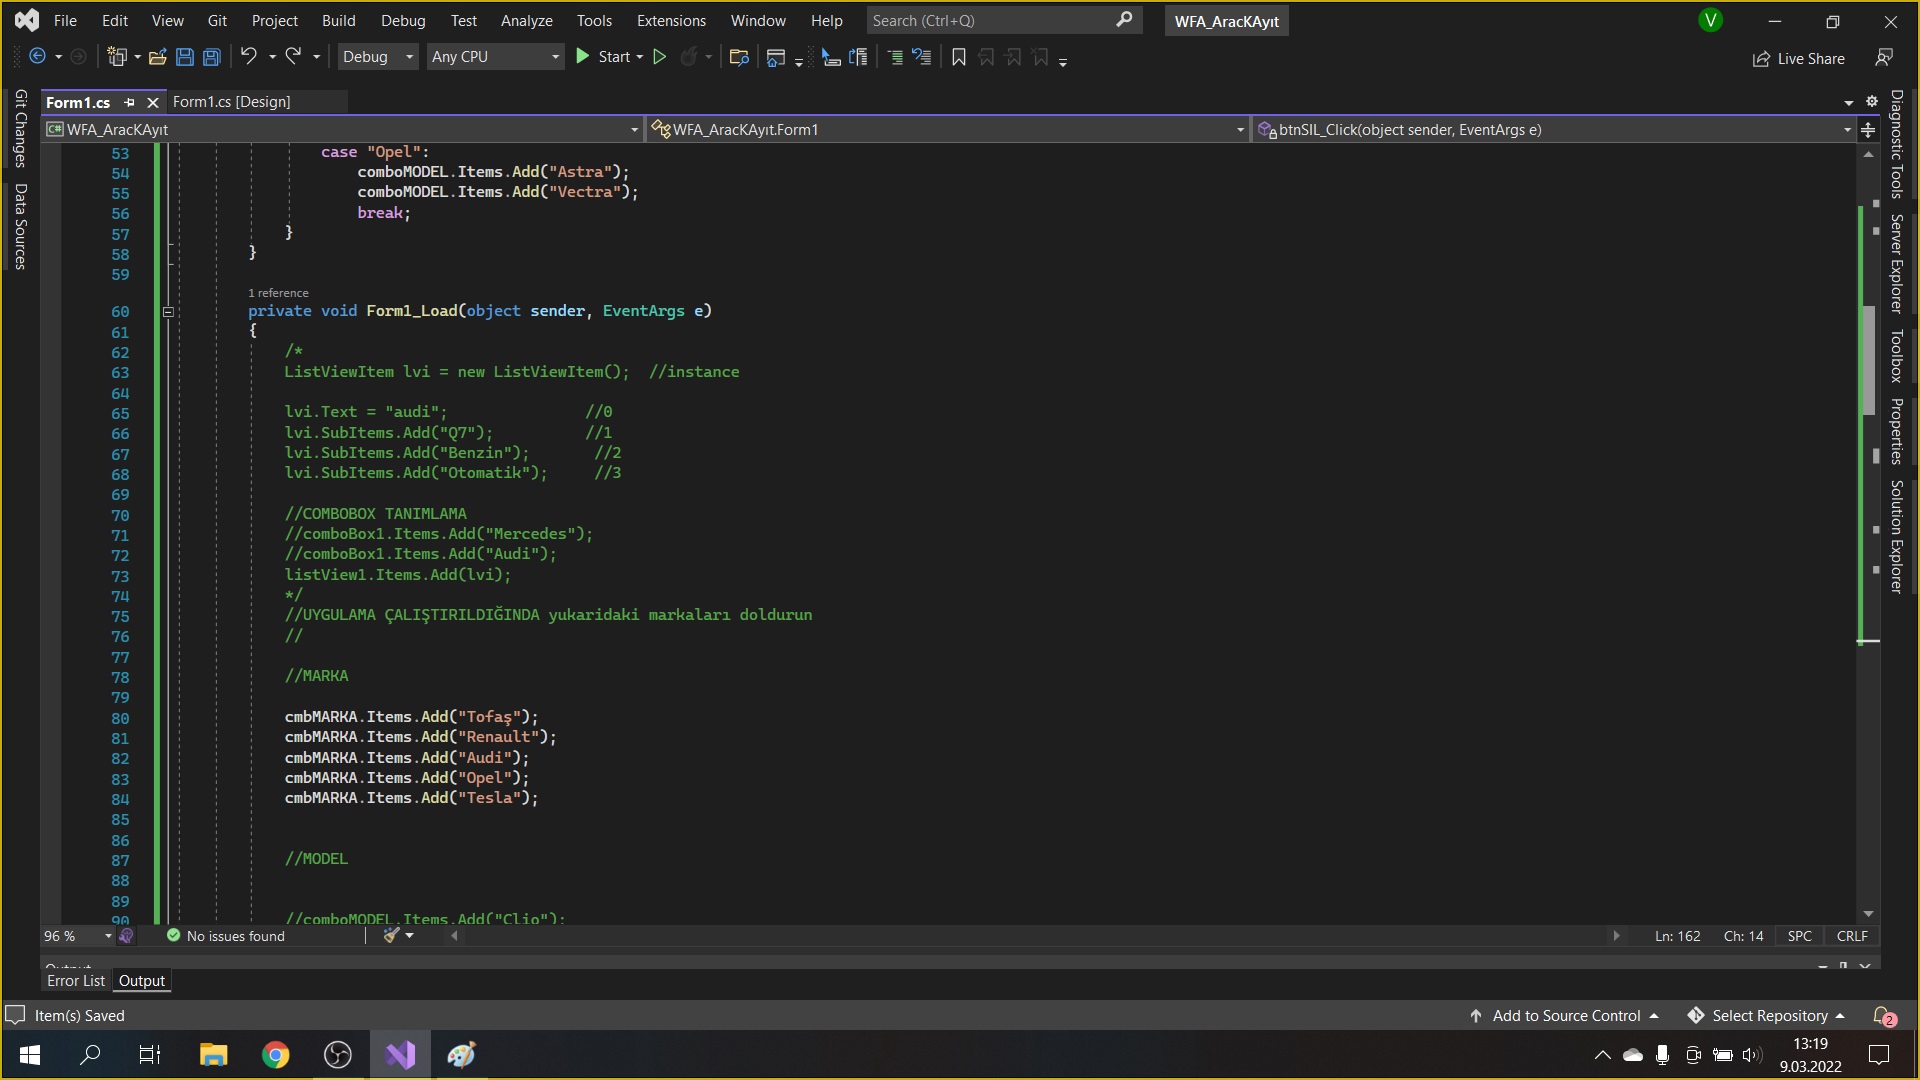 File Edit View Git Project Build Debug Test Analyze Tools Extensions Window Help Search (Ctrl+Q) WFA_AracKAyıt V
Debug Any CPU Start Live Share
Form1.cs Form1.cs [Design]
WFA_AracKAyıt WFA_AracKAyıt.Form1 btnSIL_Click(object sender, EventArgs e)
Git Changes
Data Sources
53 case "Opel":
54 comboMODEL.Items.Add("Astra");
55 comboMODEL.Items.Add("Vectra");
56 break;
57 }
58 }
59
1 reference
60 private void Form1_Load(object sender, EventArgs e)
61 {
62 /*
63 ListViewItem lvi = new ListViewItem(); //instance
64
65 lvi.Text = "audi"; //0
66 lvi.SubItems.Add("Q7"); //1
67 lvi.SubItems.Add("Benzin"); //2
68 lvi.SubItems.Add("Otomatik"); //3
69
70 //COMBOBOX TANIMLAMA
71 //comboBox1.Items.Add("Mercedes");
72 //comboBox1.Items.Add("Audi");
73 listView1.Items.Add(lvi);
74 */
75 //UYGULAMA ÇALIŞTIRILDIĞINDA yukaridaki markaları doldurun
76 //
77
78 //MARKA
79
80 cmbMARKA.Items.Add("Tofaş");
81 cmbMARKA.Items.Add("Renault");
82 cmbMARKA.Items.Add("Audi");
83 cmbMARKA.Items.Add("Opel");
84 cmbMARKA.Items.Add("Tesla");
85
86
87 //MODEL
88
89
90 //comboMODEL.Items.Add("Clio");
Diagnostic Tools
Server Explorer
Toolbox
Properties
Solution Explorer
96 % No issues found Ln: 162 Ch: 14 SPC CRLF
Output
Error List Output
Item(s) Saved Add to Source Control Select Repository 2
13:19
9.03.2022